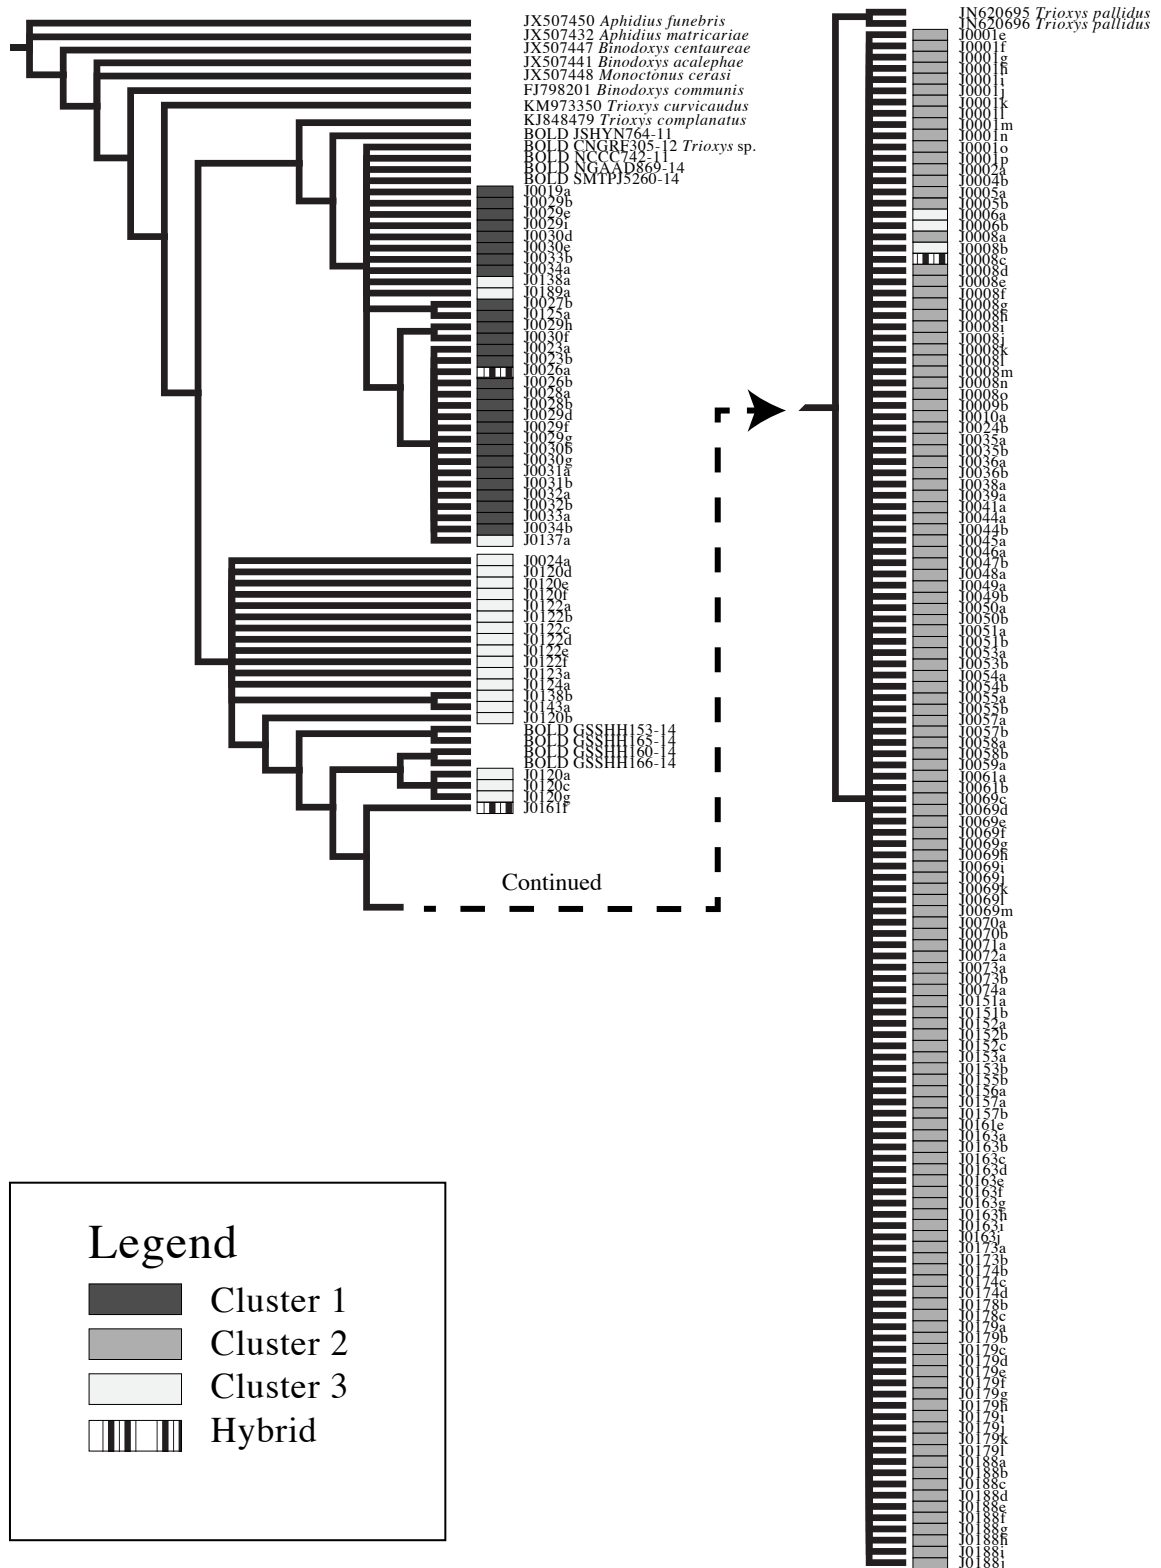 JX507450 Aphidius funebris
JX507432 Aphidius matricariae
JX507447 Binodoxys centaureae
JX507441 Binodoxys acalephae
JX507448 Monoctonus cerasi
FJ798201 Binodoxys communis
KM973350 Trioxys curvicaudus
KJ848479 Trioxys complanatus
BOLD JSHYN764-11
BOLD CNGRF305-12 Trioxys sp.
BOLD NCCC742-11
BOLD NGAAD869-14
BOLD SMTPJ5260-14
J0019a
J0029b
J0029e
J0029i
J0030d
J0030e
J0033b
J0034a
J0138a
J0189a
J0027b
J0125a
J0029h
J0030f
J0023a
J0023b
J0026a
J0026b
J0028a
J0028b
J0029d
J0029f
J0029g
J0030b
J0030g
J0031a
J0031b
J0032a
J0032b
J0033a
J0034b
J0137a
J0024a
J0120d
J0120e
J0120f
J0122a
J0122b
J0122c
J0122d
J0122e
J0122f
J0123a
J0124a
J0138b
J0143a
J0120b
BOLD GSSHH153-14
BOLD GSSHH165-14
BOLD GSSHH160-14
BOLD GSSHH166-14
J0120a
J0120c
J0120g
J0161f
Continued
JN620695 Trioxys pallidus
JN620696 Trioxys pallidus
J0001e
J0001f
J0001g
J0001h
J0001i
J0001j
J0001k
J0001l
J0001m
J0001n
J0001o
J0001p
J0002a
J0004b
J0005a
J0005b
J0006a
J0006b
J0008a
J0008b
J0008c
J0008d
J0008e
J0008f
J0008g
J0008h
J0008i
J0008j
J0008k
J0008l
J0008m
J0008n
J0008o
J0009b
J0010a
J0024b
J0035a
J0035b
J0036a
J0036b
J0038a
J0039a
J0041a
J0044a
J0044b
J0045a
J0046a
J0047b
J0048a
J0049a
J0049b
J0050a
J0050b
J0051a
J0051b
J0053a
J0053b
J0054a
J0054b
J0055a
J0055b
J0057a
J0057b
J0058a
J0058b
J0059a
J0061a
J0061b
J0069c
J0069d
J0069e
J0069f
J0069g
J0069h
J0069i
J0069j
J0069k
J0069l
J0069m
J0070a
J0070b
J0071a
J0072a
J0073a
J0073b
J0074a
J0151a
J0151b
J0152a
J0152b
J0152c
J0153a
J0153b
J0155b
J0156a
J0157a
J0157b
J0161e
J0163a
J0163b
J0163c
J0163d
J0163e
J0163f
J0163g
J0163h
J0163i
J0163j
J0173a
J0173b
J0174b
J0174c
J0174d
J0178b
J0178c
J0179a
J0179b
J0179c
J0179d
J0179e
J0179f
J0179g
J0179h
J0179i
J0179j
J0179k
J0179l
J0188a
J0188b
J0188c
J0188d
J0188e
J0188f
J0188g
J0188h
J0188i
J0188j
Legend
Cluster 1
Cluster 2
Cluster 3
Hybrid